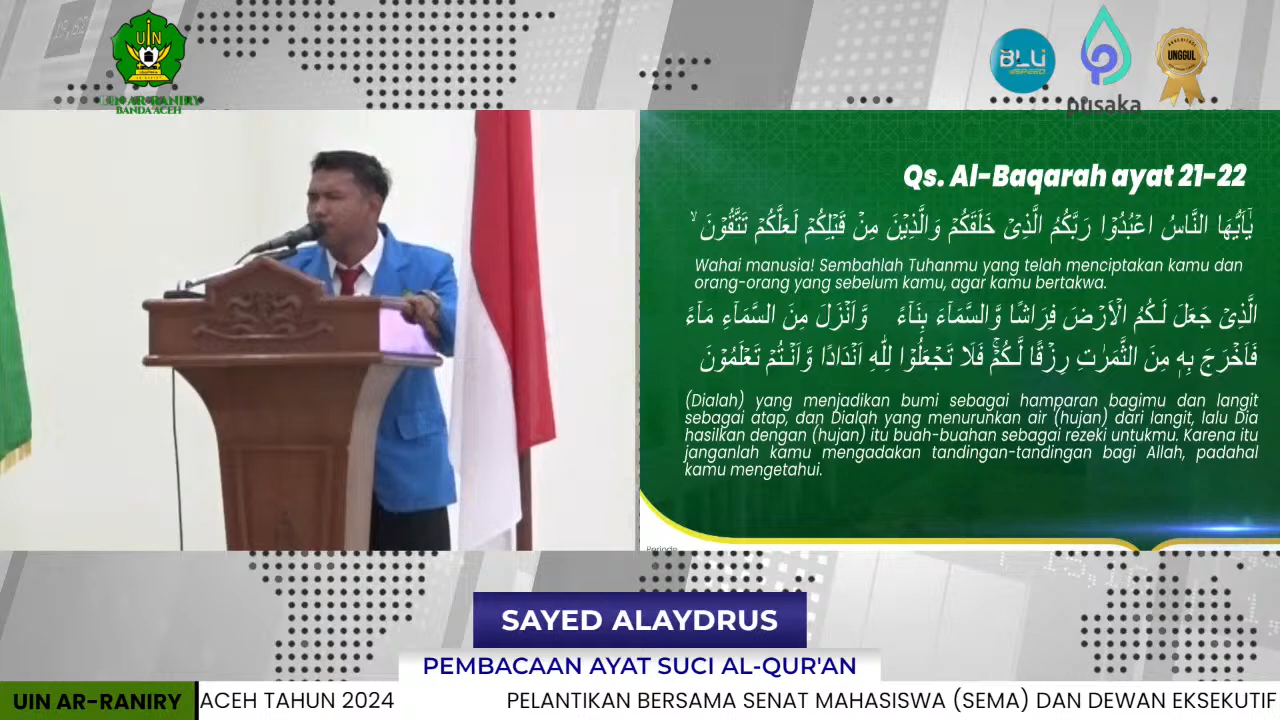 UIN
UIN AR-RANIRY
BANDA ACEH
BLU
SPEED
pusaka
UNGGUL
Qs. Al-Baqarah ayat 21-22
يٰٓاَيُّهَا النَّاسُ اعْبُدُوْا رَبَّكُمُ الَّذِيْ خَلَقَكُمْ وَالَّذِيْنَ مِنْ قَبْلِكُمْ لَعَلَّكُمْ تَتَّقُوْنَۙ
Wahai manusia! Sembahlah Tuhanmu yang telah menciptakan kamu dan
orang-orang yang sebelum kamu, agar kamu bertakwa.
الَّذِيْ جَعَلَ لَكُمُ الْاَرْضَ فِرَاشًا وَّالسَّمَاۤءَ بِنَاۤءً وَّاَنْزَلَ مِنَ السَّمَاۤءِ مَاۤءً
فَاَخْرَجَ بِهٖ مِنَ الثَّمَرٰتِ رِزْقًا لَّكُمْۚ فَلَا تَجْعَلُوْا لِلّٰهِ اَنْدَادًا وَّاَنْتُمْ تَعْلَمُوْنَ
(Dialah) yang menjadikan bumi sebagai hamparan bagimu dan langit
sebagai atap, dan Dialah yang menurunkan air (hujan) dari langit, lalu Dia
hasilkan dengan (hujan) itu buah-buahan sebagai rezeki untukmu. Karena itu
janganlah kamu mengadakan tandingan-tandingan bagi Allah, padahal
kamu mengetahui.
Periode
SAYED ALAYDRUS
PEMBACAAN AYAT SUCI AL-QUR'AN
UIN AR-RANIRY ACEH TAHUN 2024 PELANTIKAN BERSAMA SENAT MAHASISWA (SEMA) DAN DEWAN EKSEKUTIF